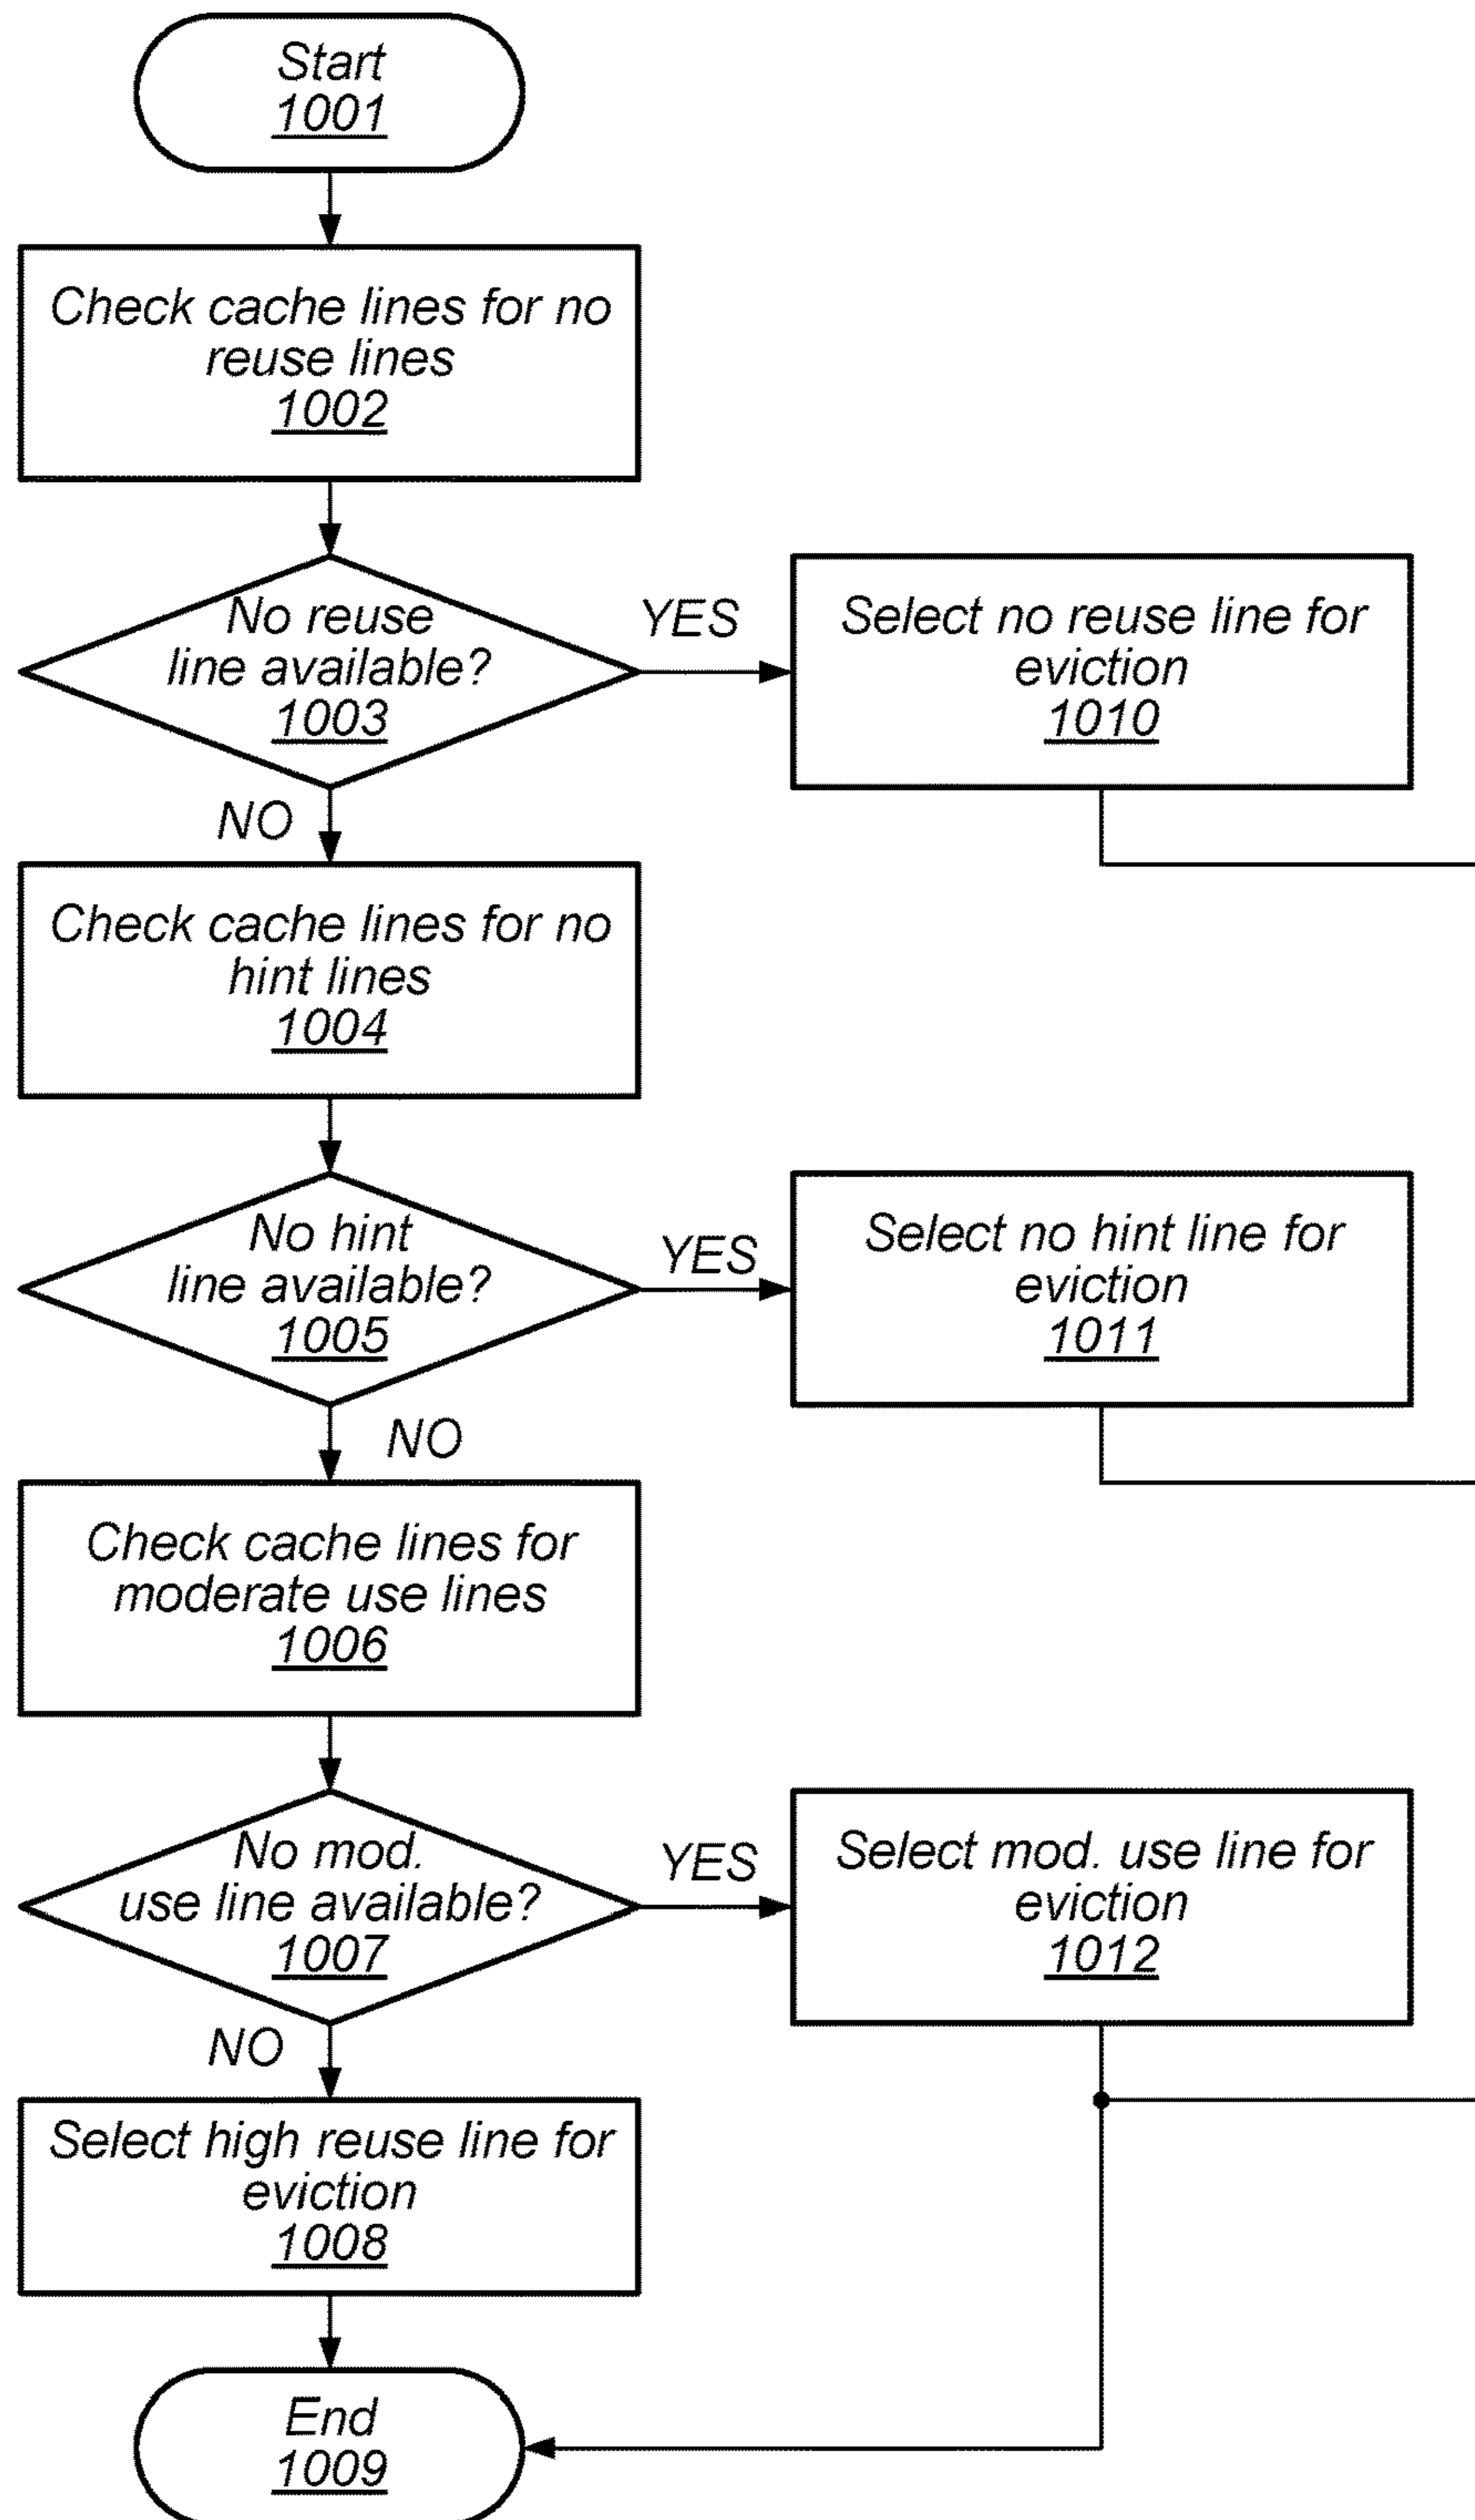 Start
1001
Check cache lines for no
reuse lines
1002
No reuse
line available?
1003
YES
Select no reuse line for
eviction
1010
NO
Check cache lines for no
hint lines
1004
No hint
line available?
1005
YES
Select no hint line for
eviction
1011
NO
Check cache lines for
moderate use lines
1006
No mod.
use line available?
1007
YES
Select mod. use line for
eviction
1012
NO
Select high reuse line for
eviction
1008
End
1009